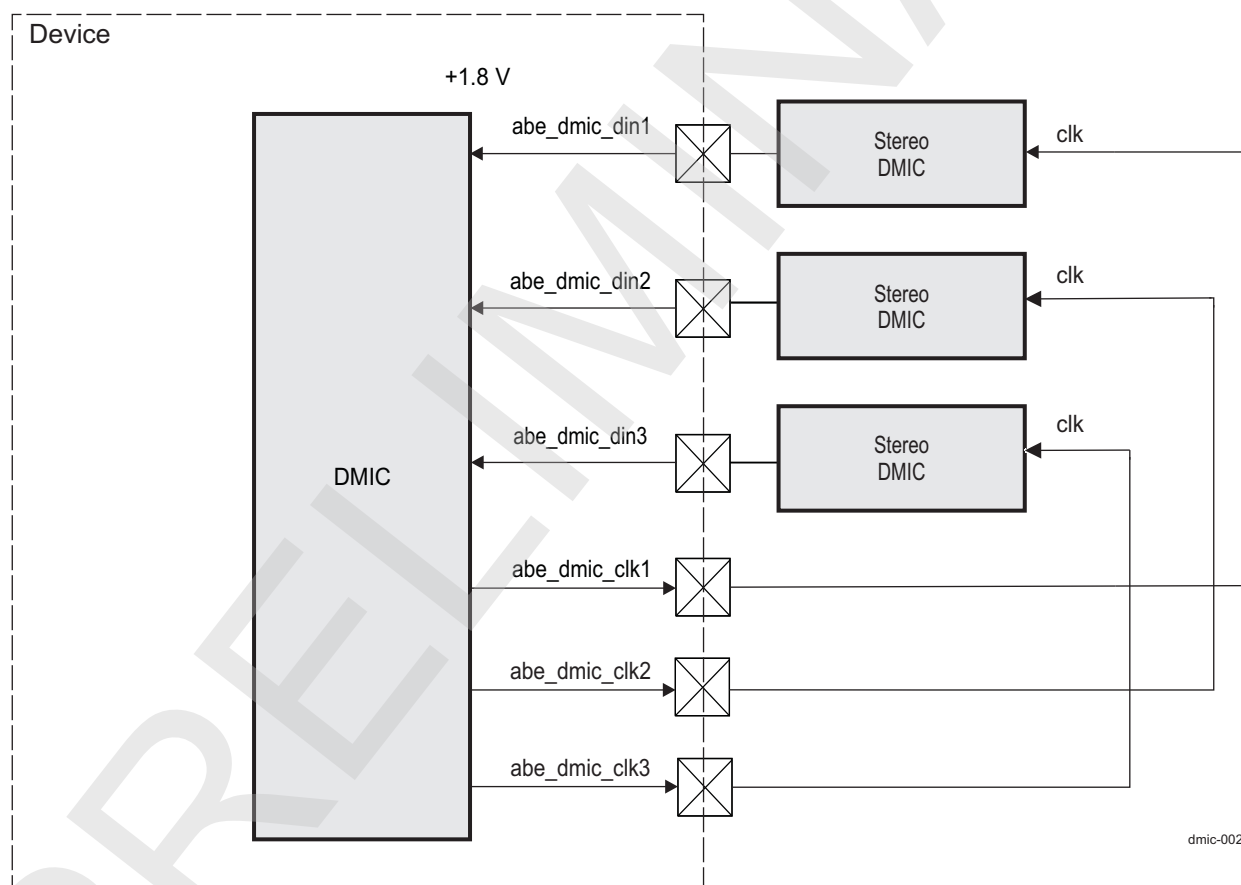 Device
+1.8 V
abe_dmic_din1
Stereo
DMIC
clk
abe_dmic_din2
Stereo
DMIC
clk
abe_dmic_din3
Stereo
DMIC
clk
DMIC
abe_dmic_clk1
abe_dmic_clk2
abe_dmic_clk3
dmic-002
PRELIMINA